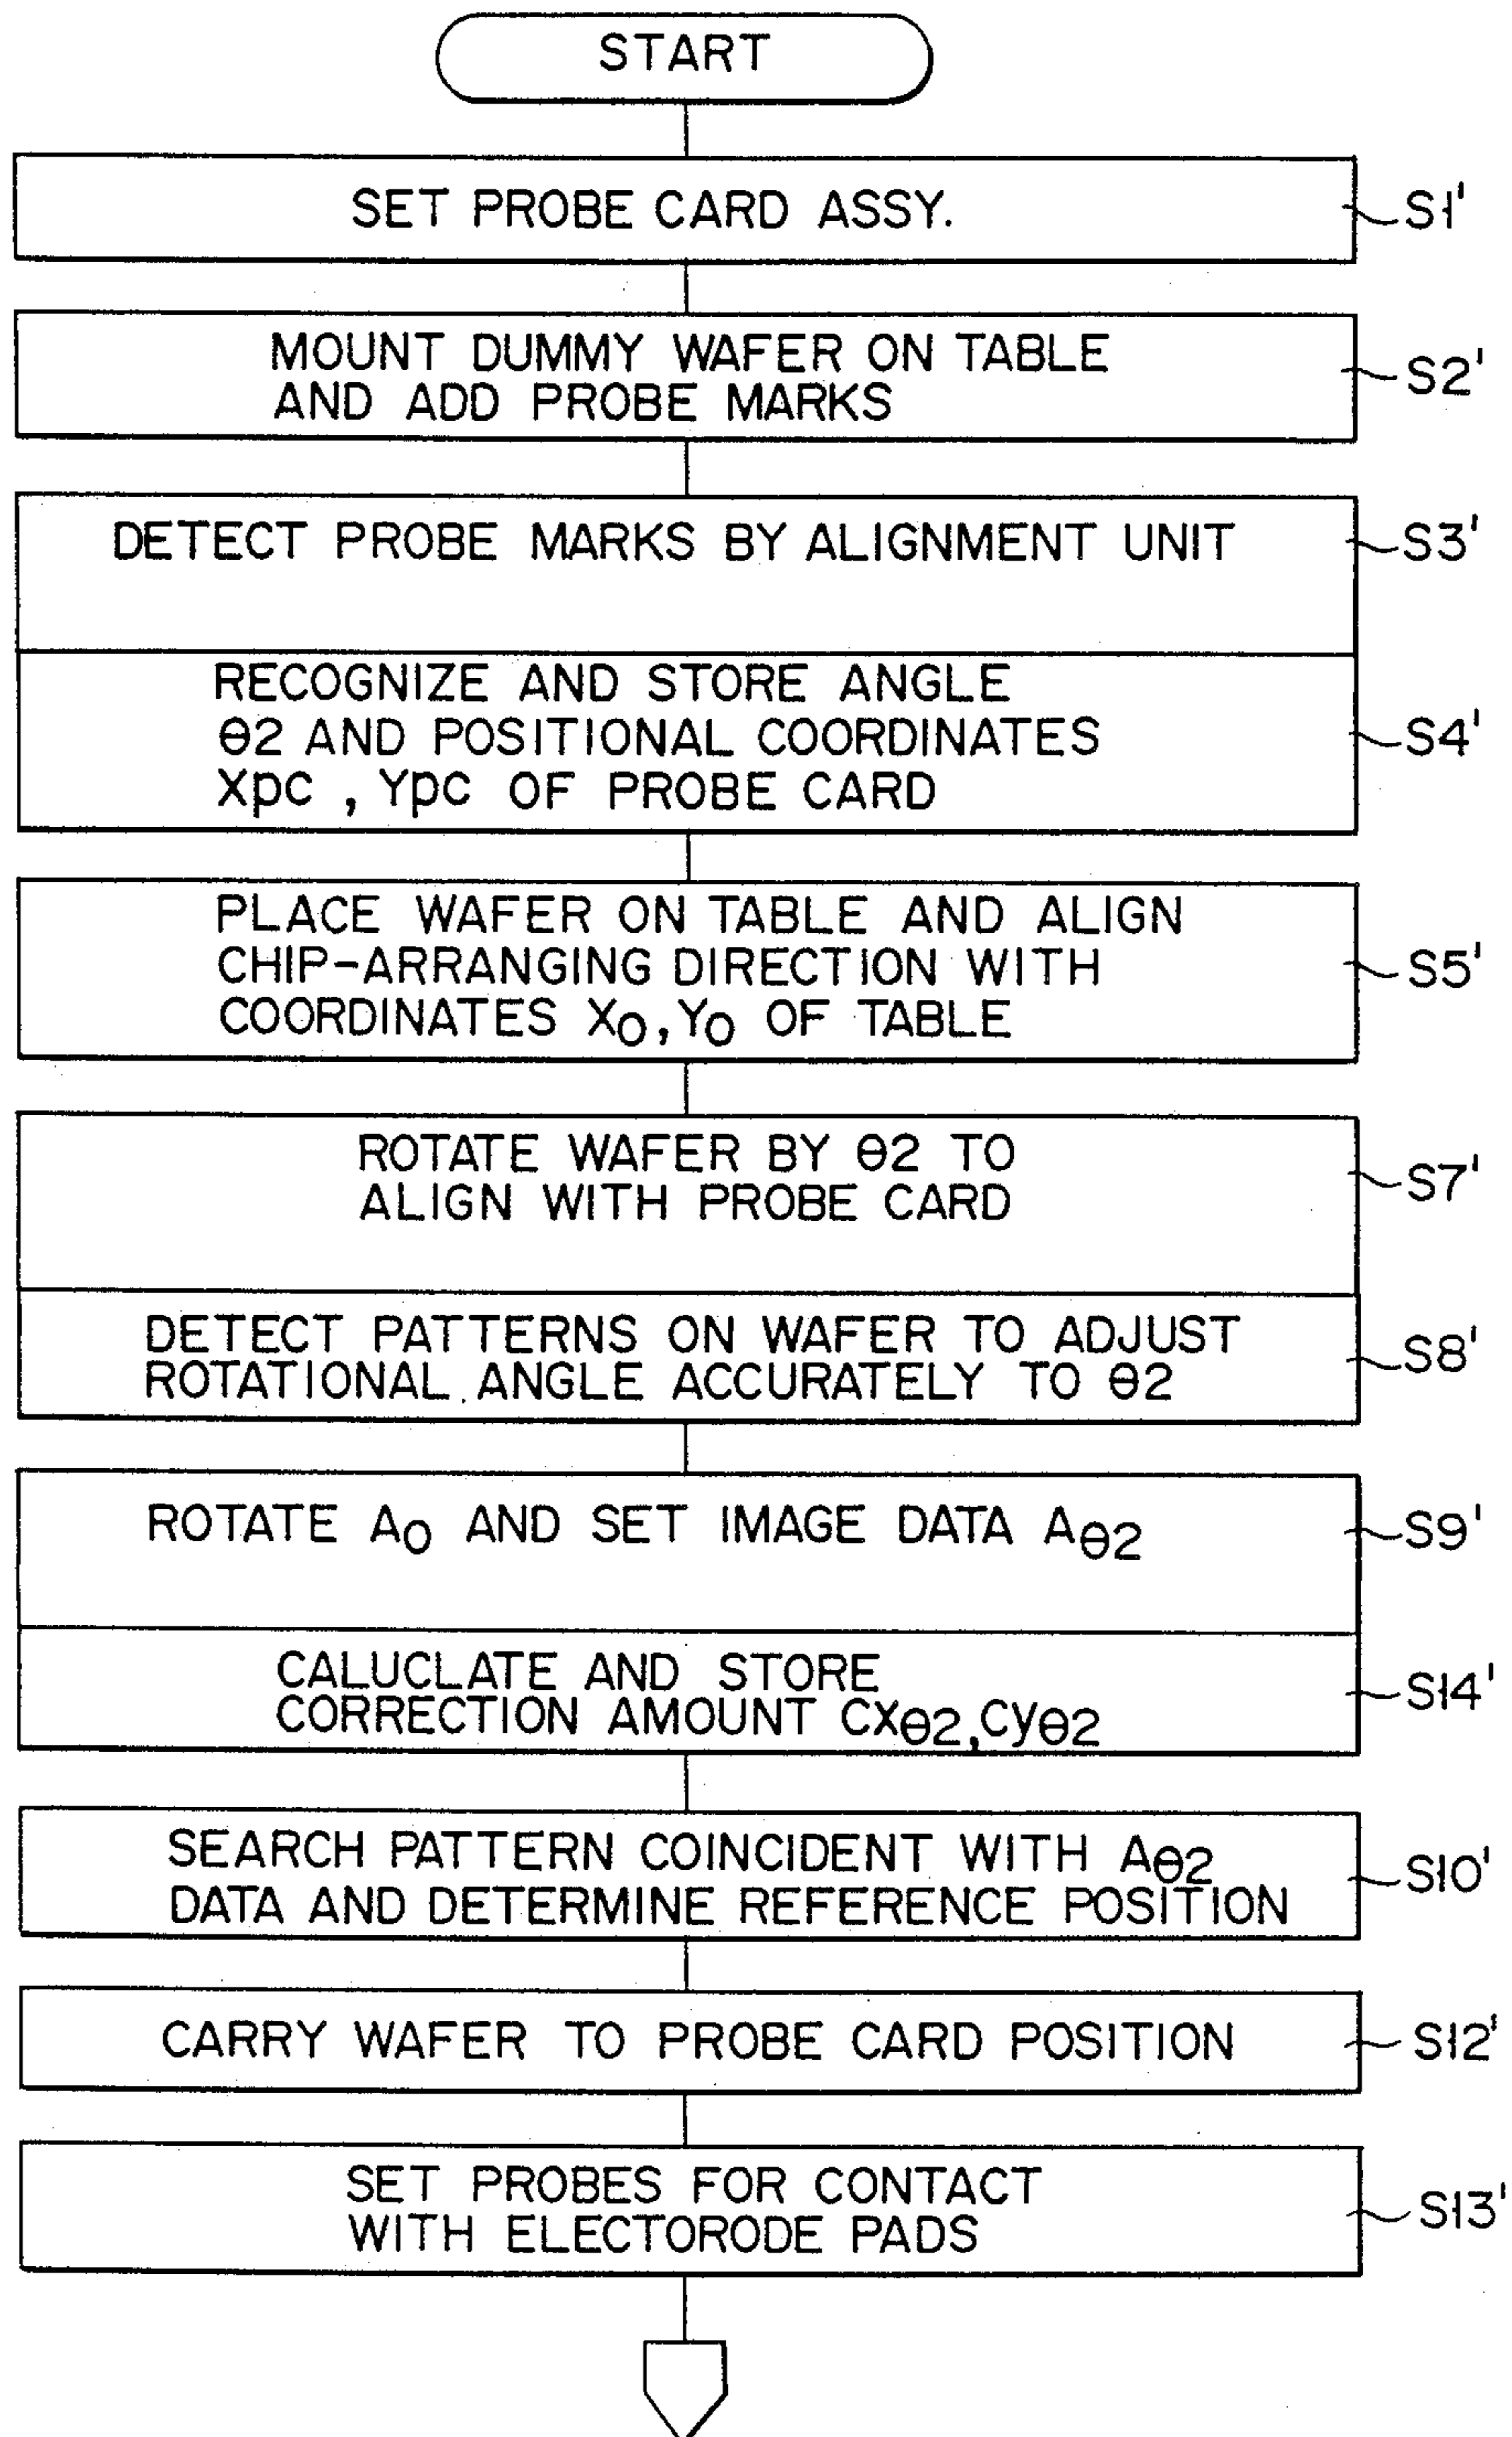 START
SET PROBE CARD ASSY.
S1'
MOUNT DUMMY WAFER ON TABLE
AND ADD PROBE MARKS
S2'
DETECT PROBE MARKS BY ALIGNMENT UNIT
S3'
RECOGNIZE AND STORE ANGLE
θ2 AND POSITIONAL COORDINATES
Xpc , Ypc OF PROBE CARD
S4'
PLACE WAFER ON TABLE AND ALIGN
CHIP-ARRANGING DIRECTION WITH
COORDINATES X0, Y0 OF TABLE
S5'
ROTATE WAFER BY θ2 TO
ALIGN WITH PROBE CARD
S7'
DETECT PATTERNS ON WAFER TO ADJUST
ROTATIONAL ANGLE ACCURATELY TO θ2
S8'
ROTATE A0 AND SET IMAGE DATA Aθ2
S9'
CALUCLATE AND STORE
CORRECTION AMOUNT CXθ2, Cyθ2
S14'
SEARCH PATTERN COINCIDENT WITH Aθ2
DATA AND DETERMINE REFERENCE POSITION
S10'
CARRY WAFER TO PROBE CARD POSITION
S12'
SET PROBES FOR CONTACT
WITH ELECTORODE PADS
S13'